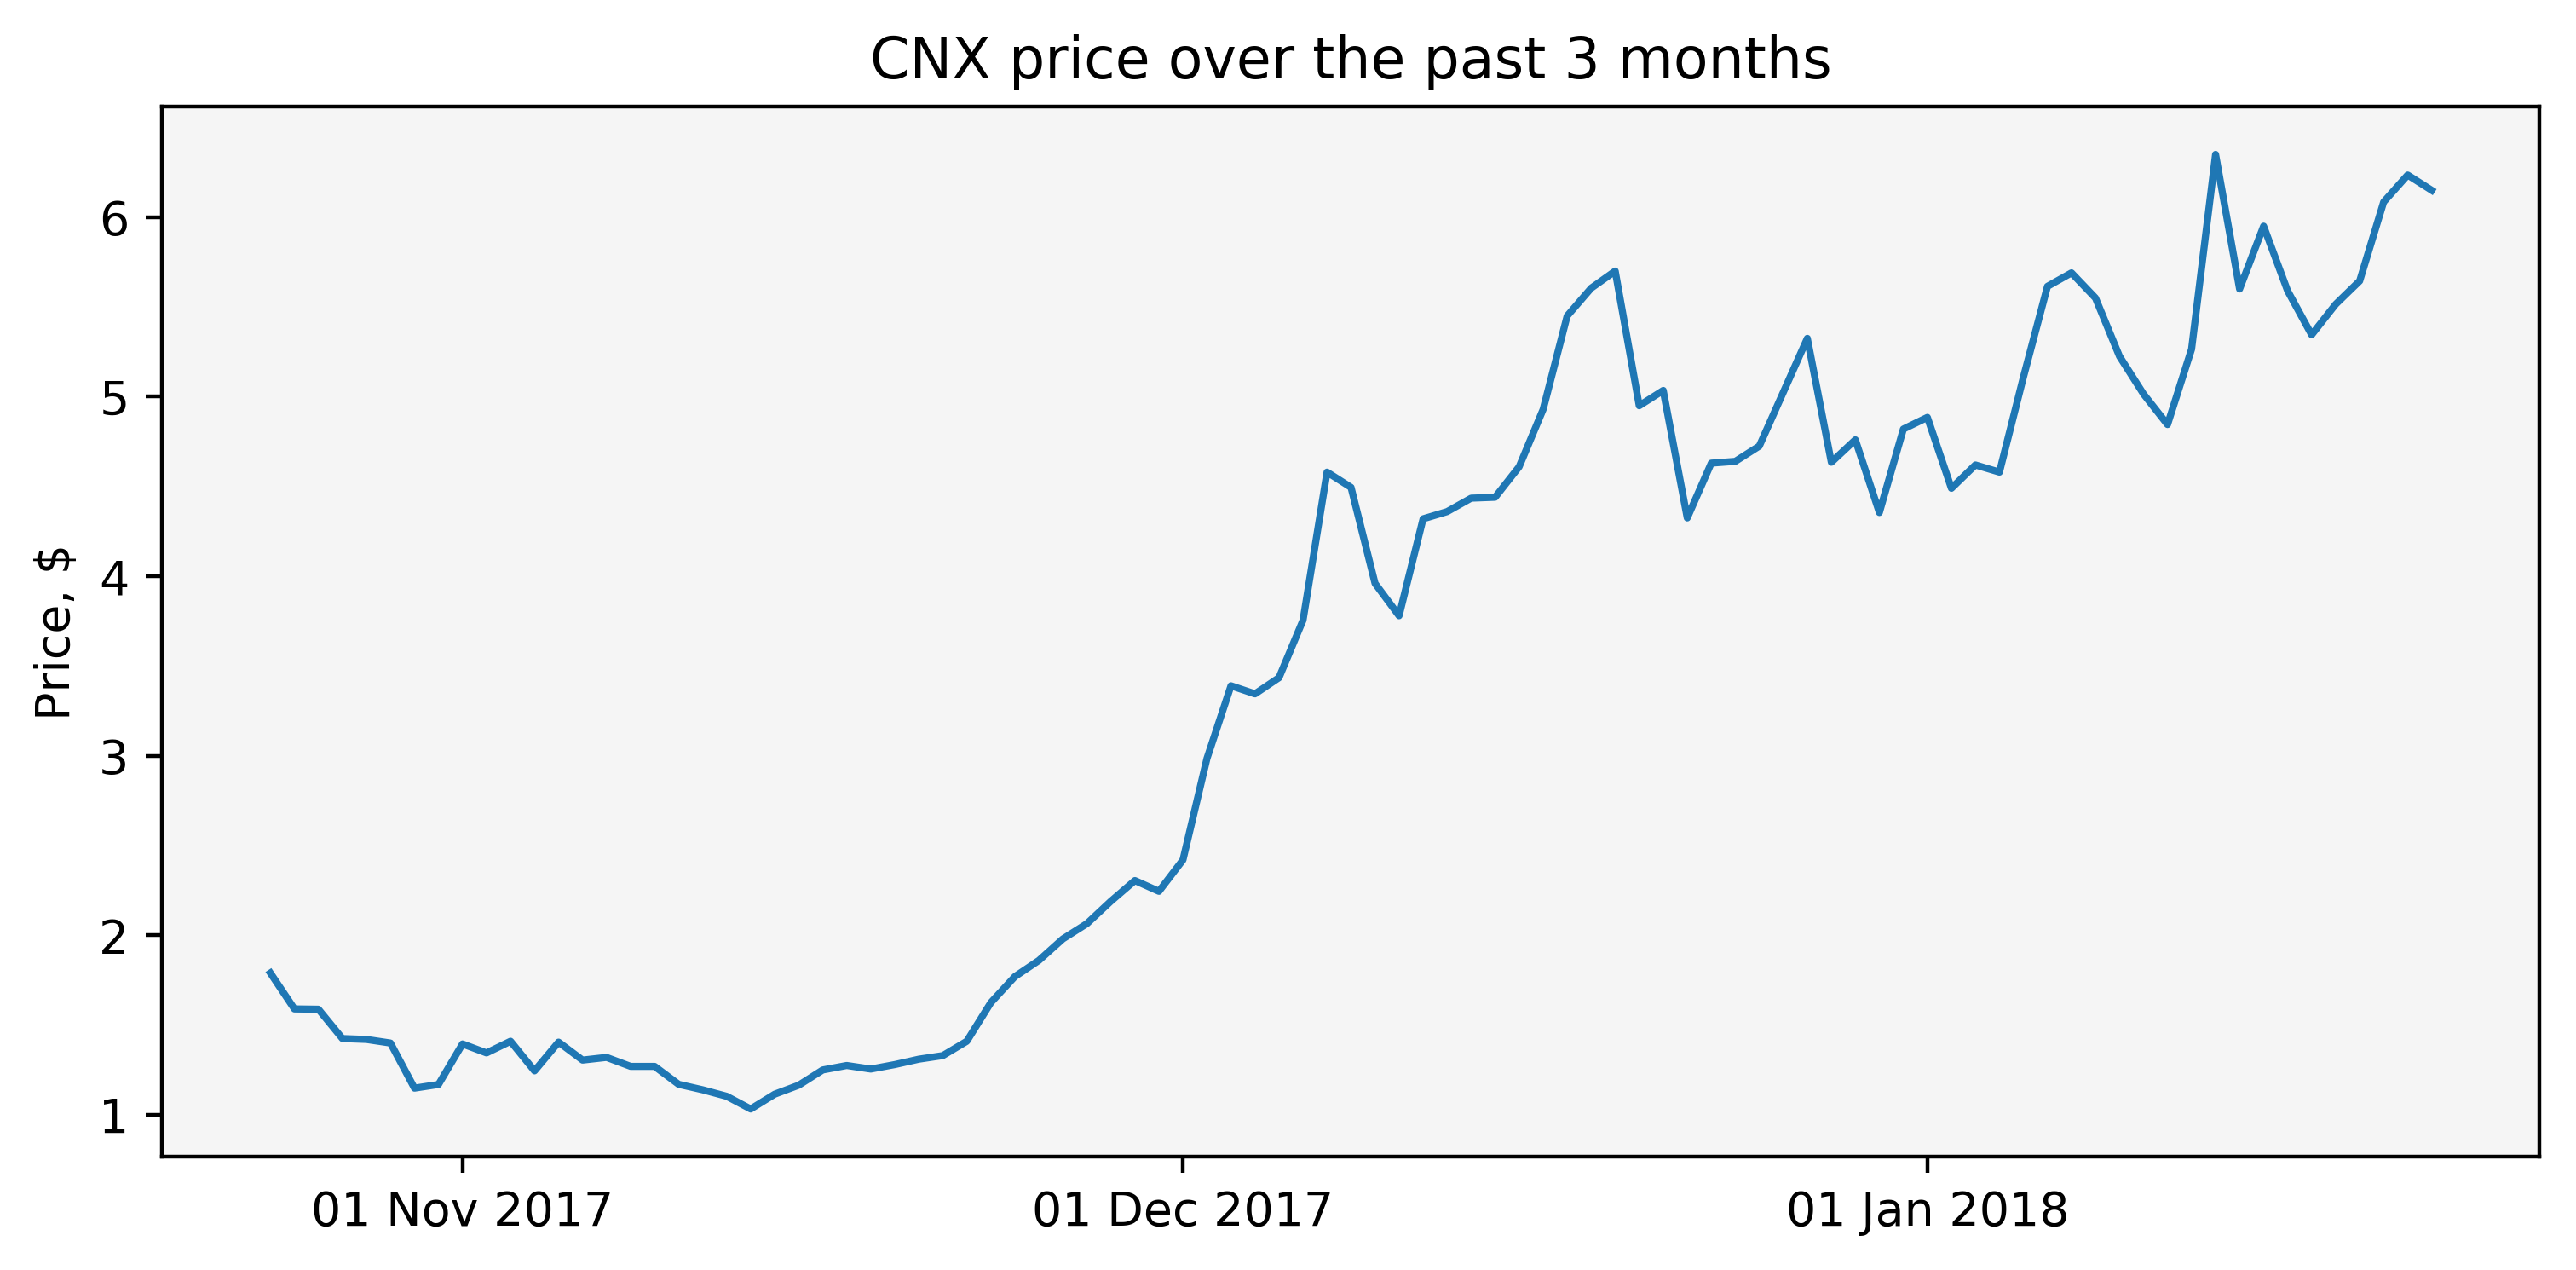 CNX price over the past 3 months
Price, $
6
5
4
3
2
1
01 Nov 2017
01 Dec 2017
01 Jan 2018